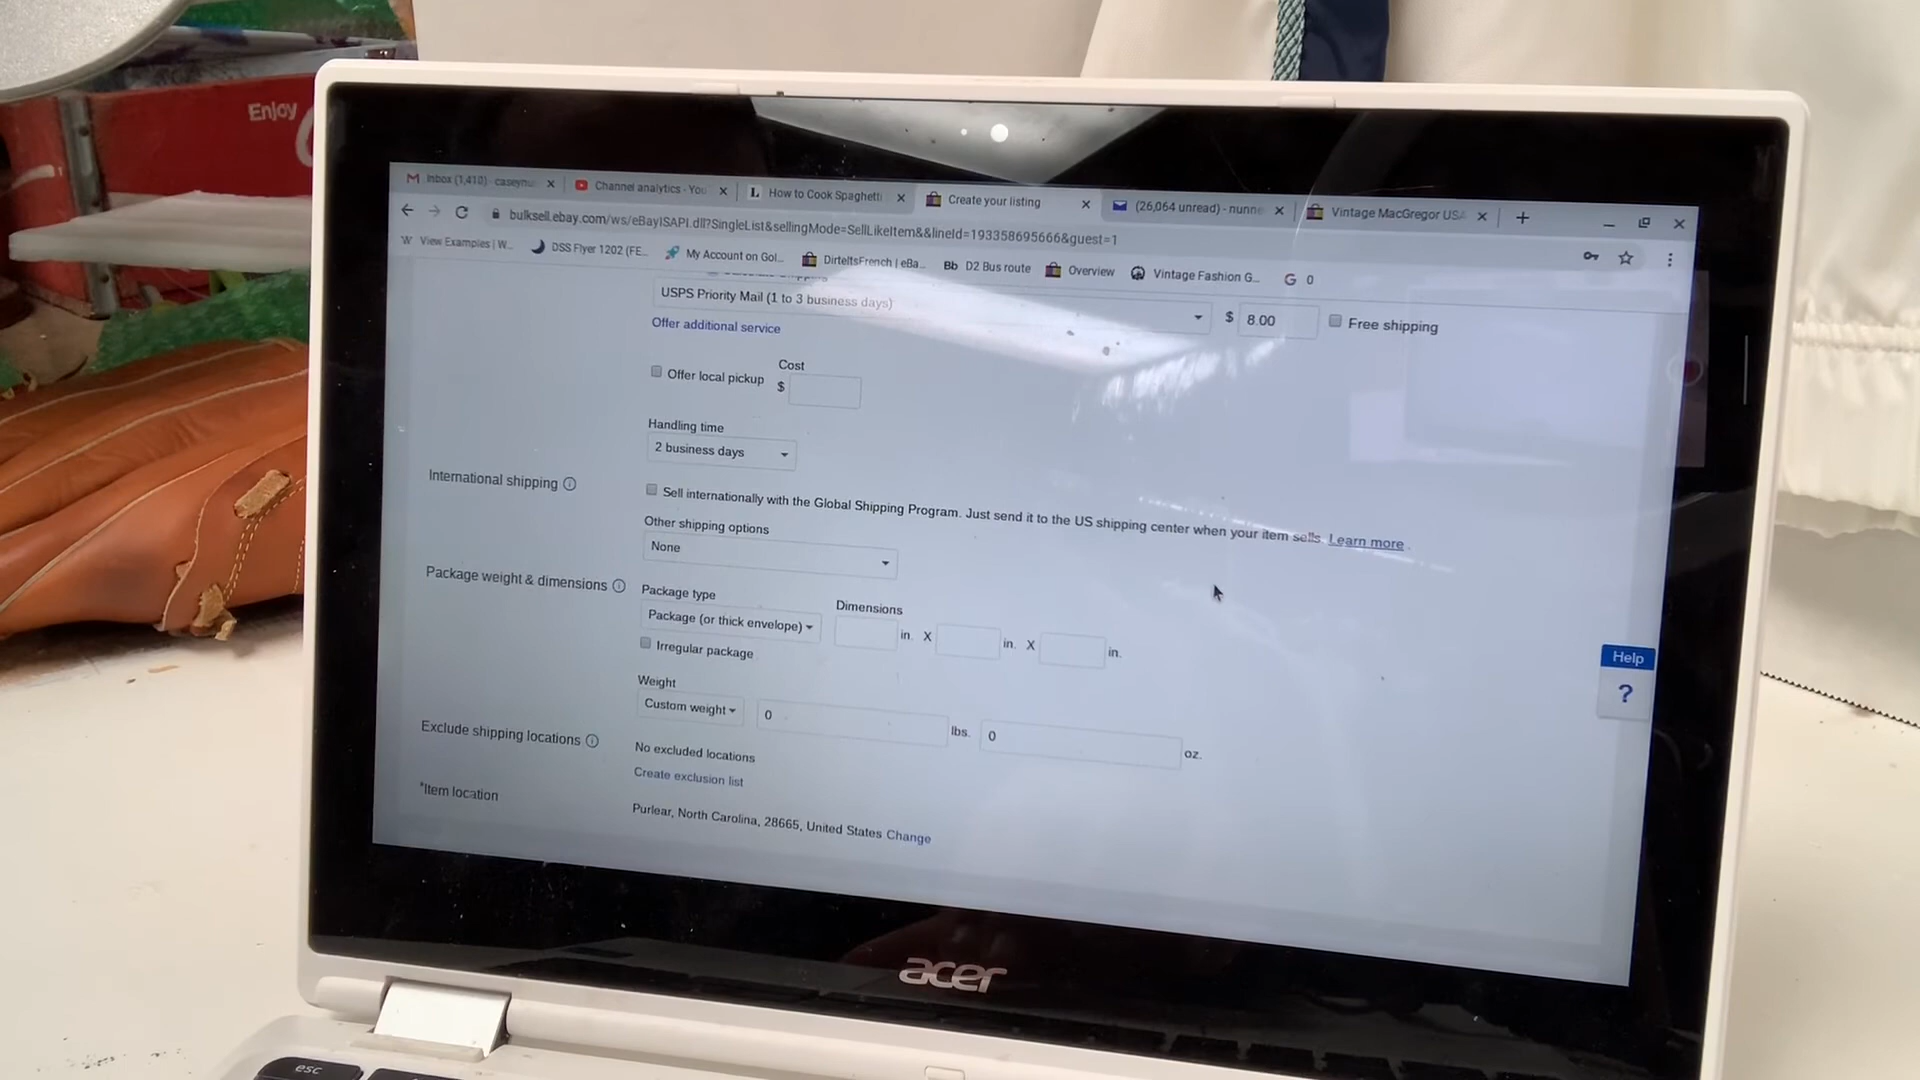 Enjoy
Inbox (1,410)
Channel analytics - You
How to Cook Spaghetti
Create your listing
(26,064 unread) - nunne
Vintage MacGregor USA
bulksell.ebay.com/ws/eBayISAPI.dll?SingleList&sellingMode=SellLikeItem&&lineId=193358695666&guest=1
View Examples | W...
DSS Flyer 1202 (FE...
My Account on Gol...
DirteIsFrench | eBa...
Bb D2 Bus route
Overview
Vintage Fashion G...
G 0
USPS Priority Mail (1 to 3 business days)
$ 8.00
Free shipping
Offer additional service
Offer local pickup
Cost
$
Handling time
2 business days
International shipping
Sell internationally with the Global Shipping Program. Just send it to the US shipping center when your item sells. Learn more
Other shipping options
None
Package weight & dimensions
Package type
Dimensions
Package (or thick envelope)
in. X in. X in.
Irregular package
Weight
Custom weight
0 lbs. 0 oz.
Exclude shipping locations
No excluded locations
Create exclusion list
*Item location
Purlear, North Carolina, 28665, United States Change
Help
?
acer
esc